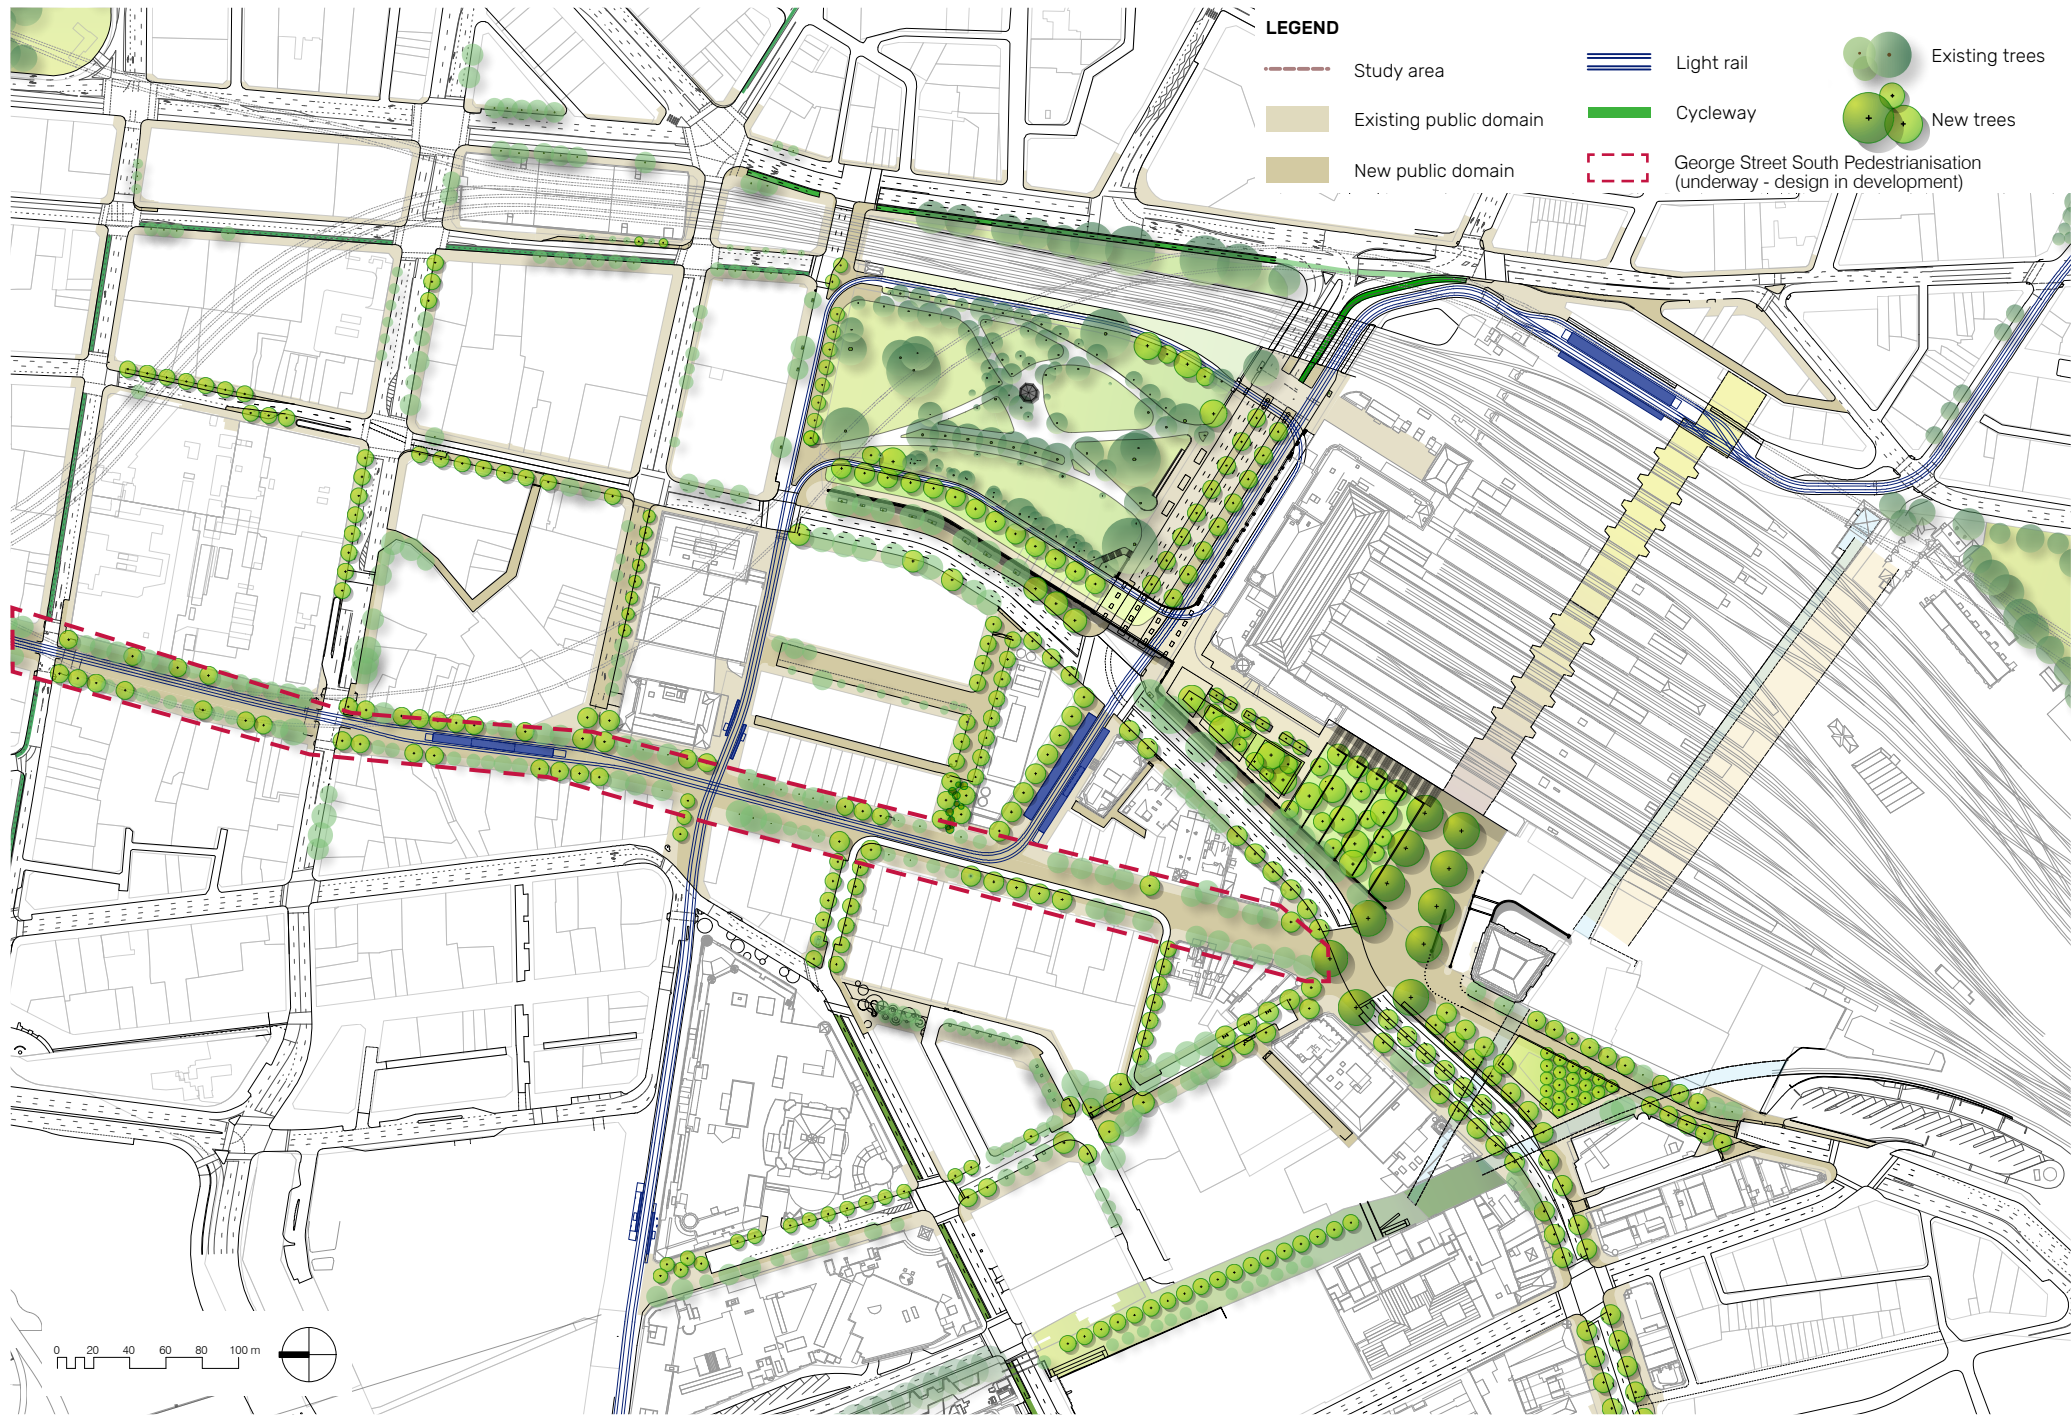 LEGEND
Study area
Existing public domain
New public domain
Light rail
Cycleway
George Street South Pedestrianisation
(underway - design in development)
Existing trees
New trees
0 20 40 60 80 100 m